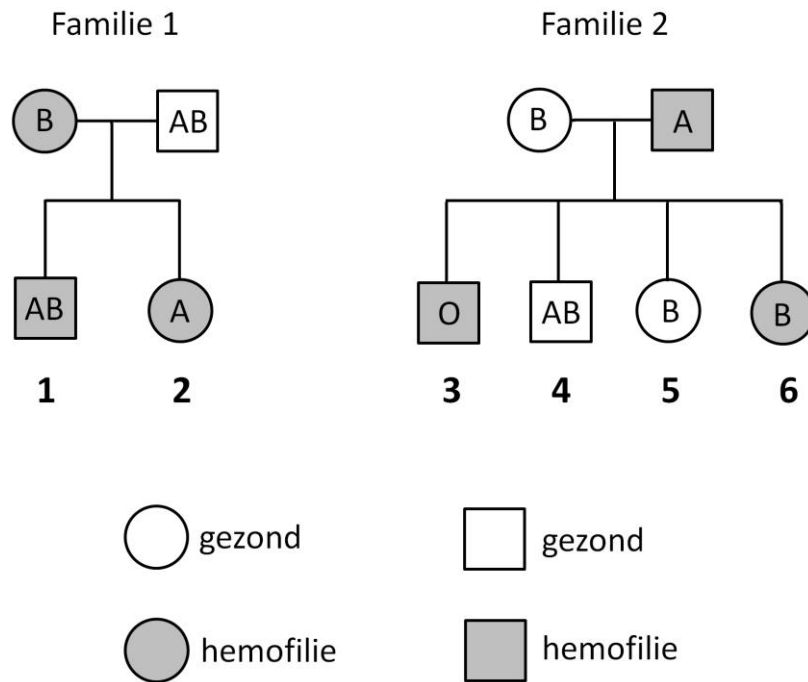 Familie 1 Familie 2
B AB B A
AB A O AB B B
1 2 3 4 5 6
gezond gezond
hemofilie hemofilie